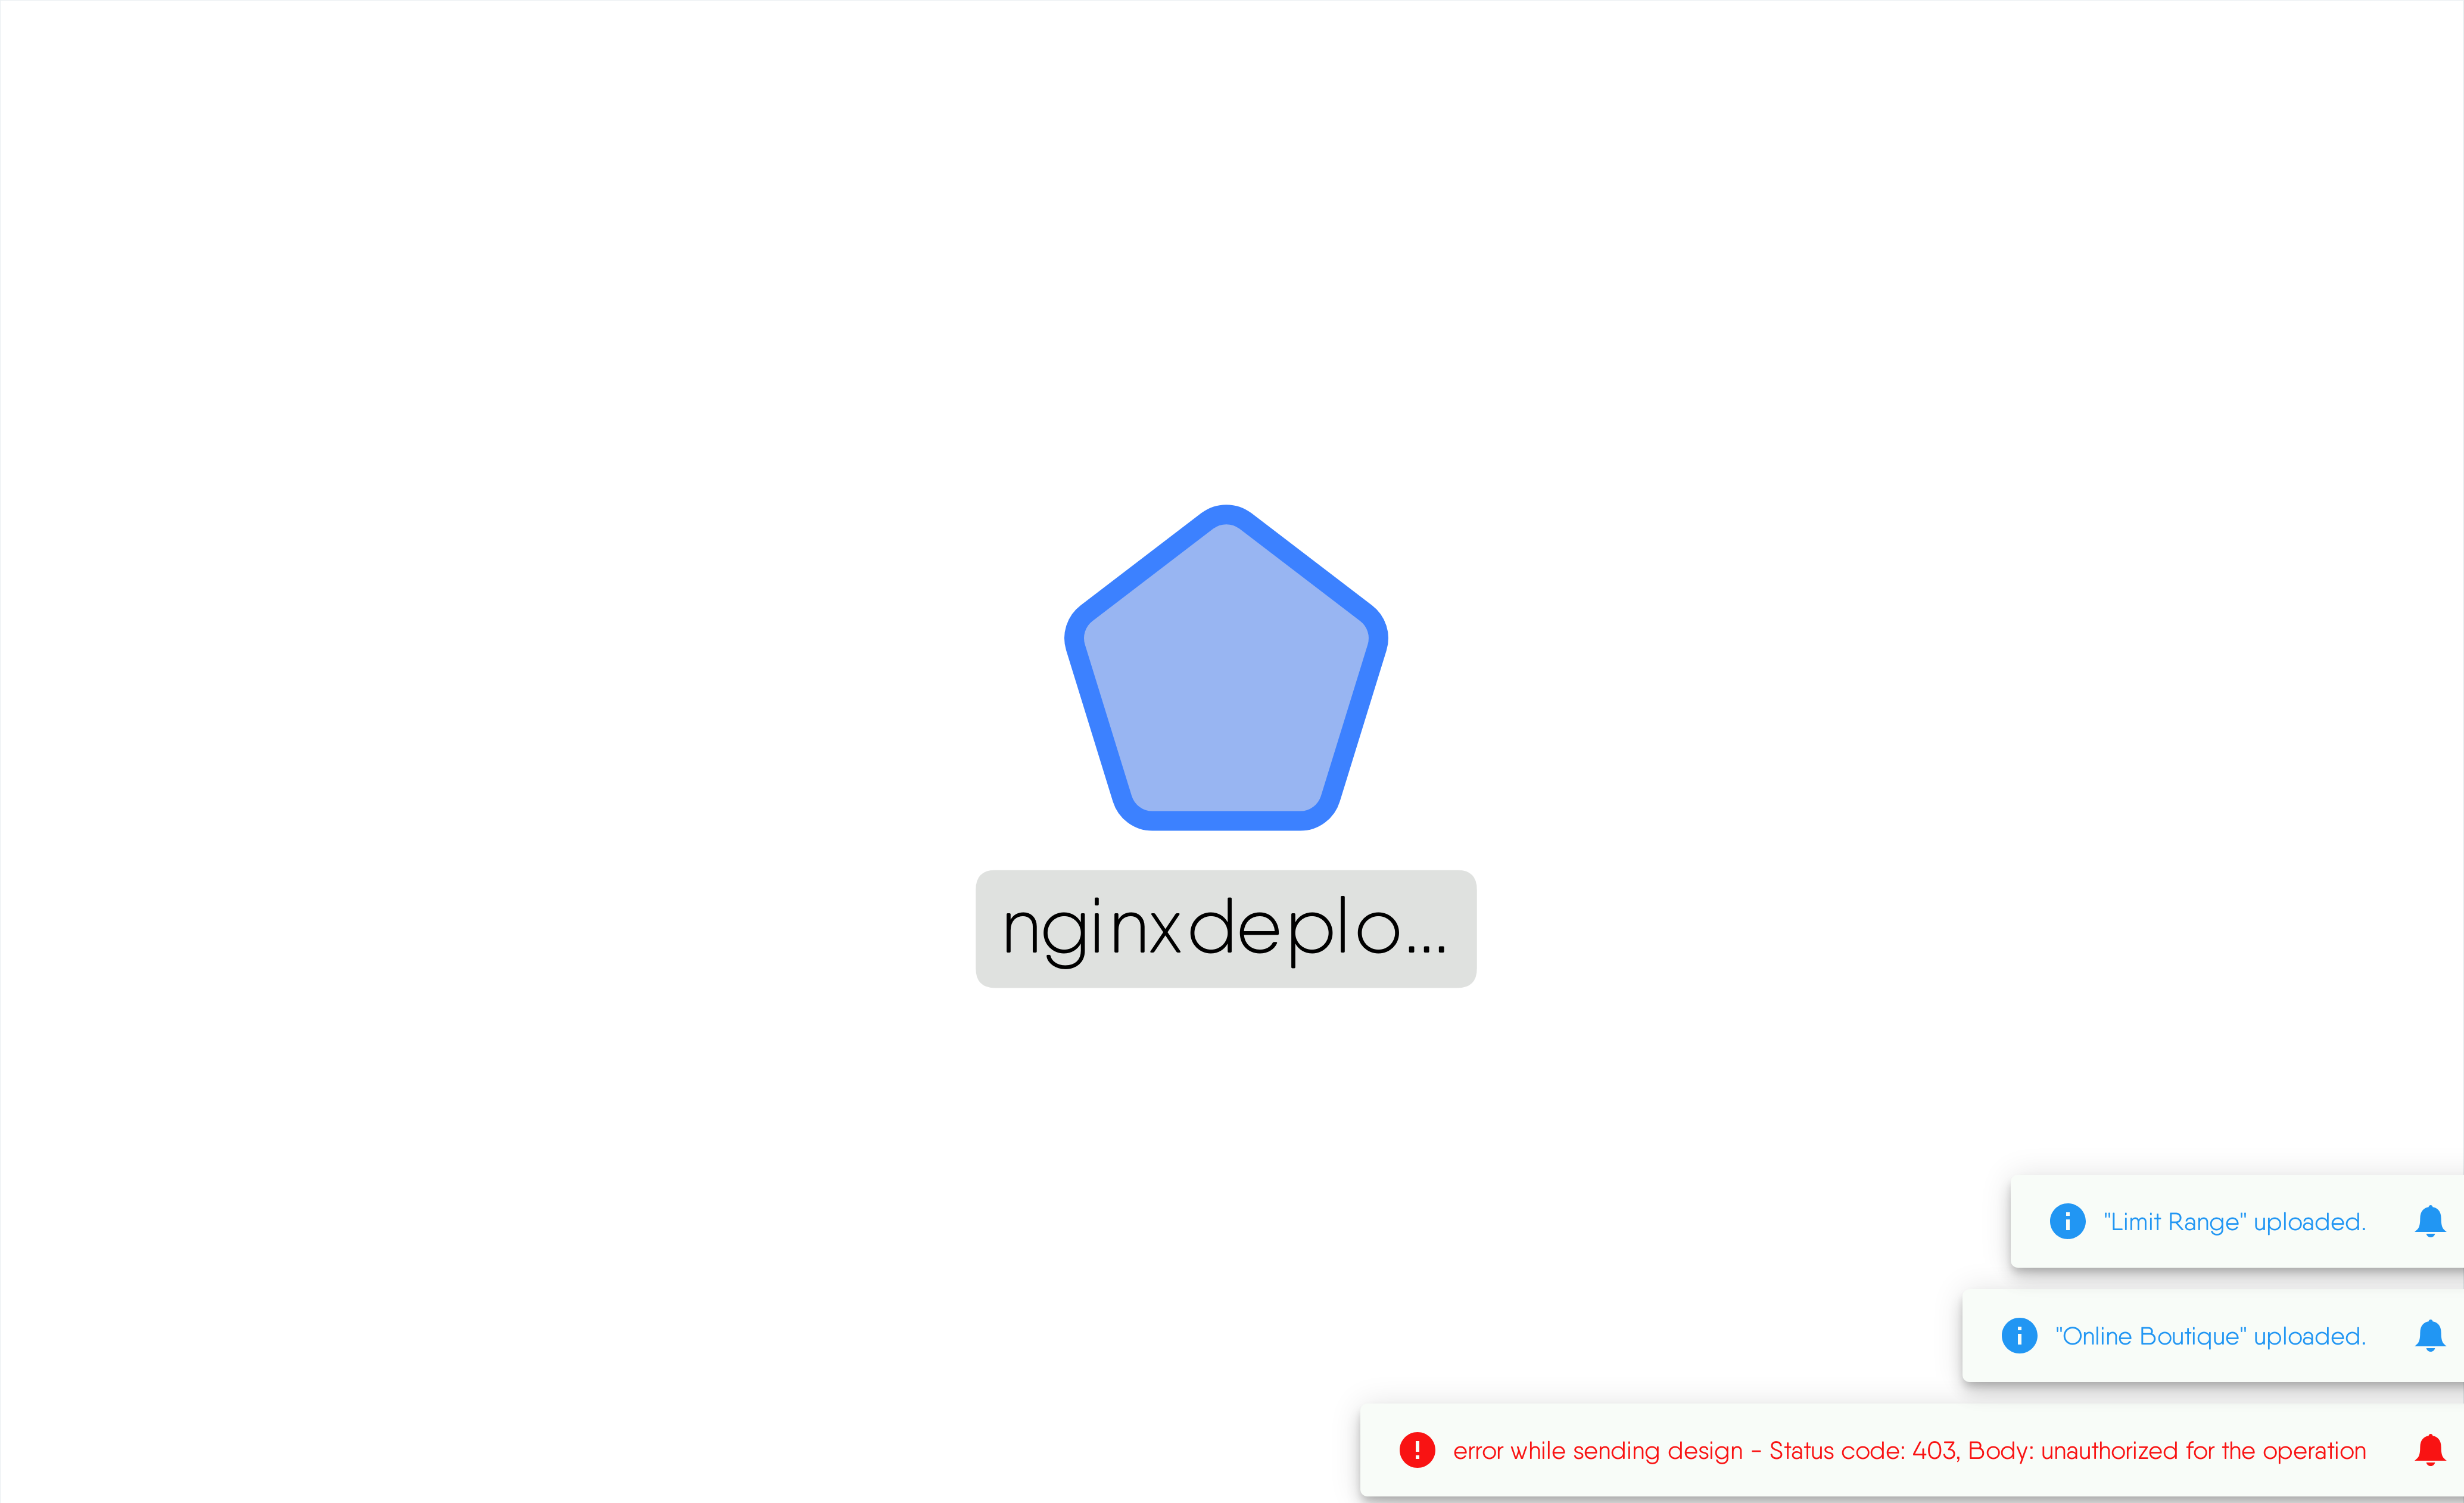 nginxdeplo...
"Limit Range" uploaded.
"Online Boutique" uploaded.
error while sending design - Status code: 403, Body: unauthorized for the operation